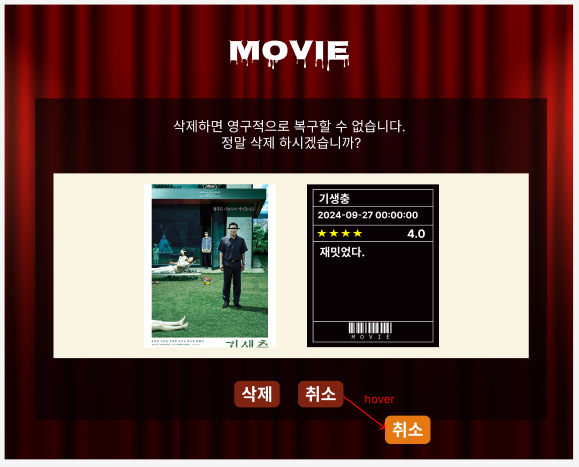 MOVIE
삭제하면 영구적으로 복구할 수 없습니다.
정말 삭제 하시겠습니까?
기생충
기생충
2024-09-27 00:00:00
★★★★ 4.0
재밋었다.
MOVIE
삭제 취소
hover
취소